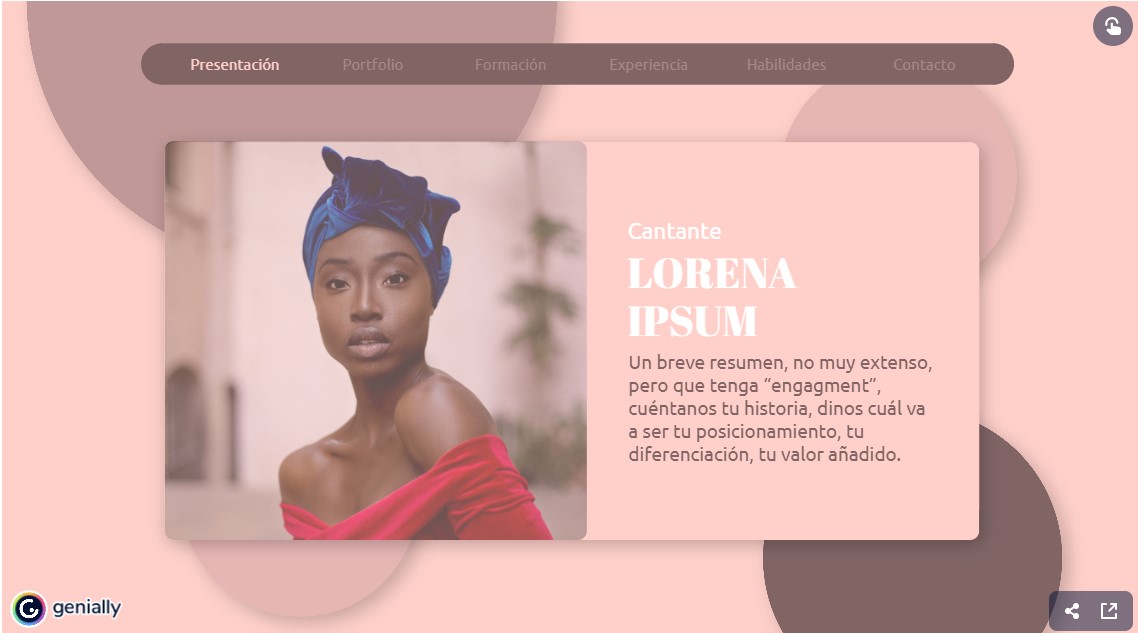 Presentación Portfolio Formación Experiencia Habilidades Contacto
Cantante
LORENA
IPSUM
Un breve resumen, no muy extenso,
pero que tenga “engagment”,
cuéntanos tu historia, dinos cuál va
a ser tu posicionamiento, tu
diferenciación, tu valor añadido.
genially